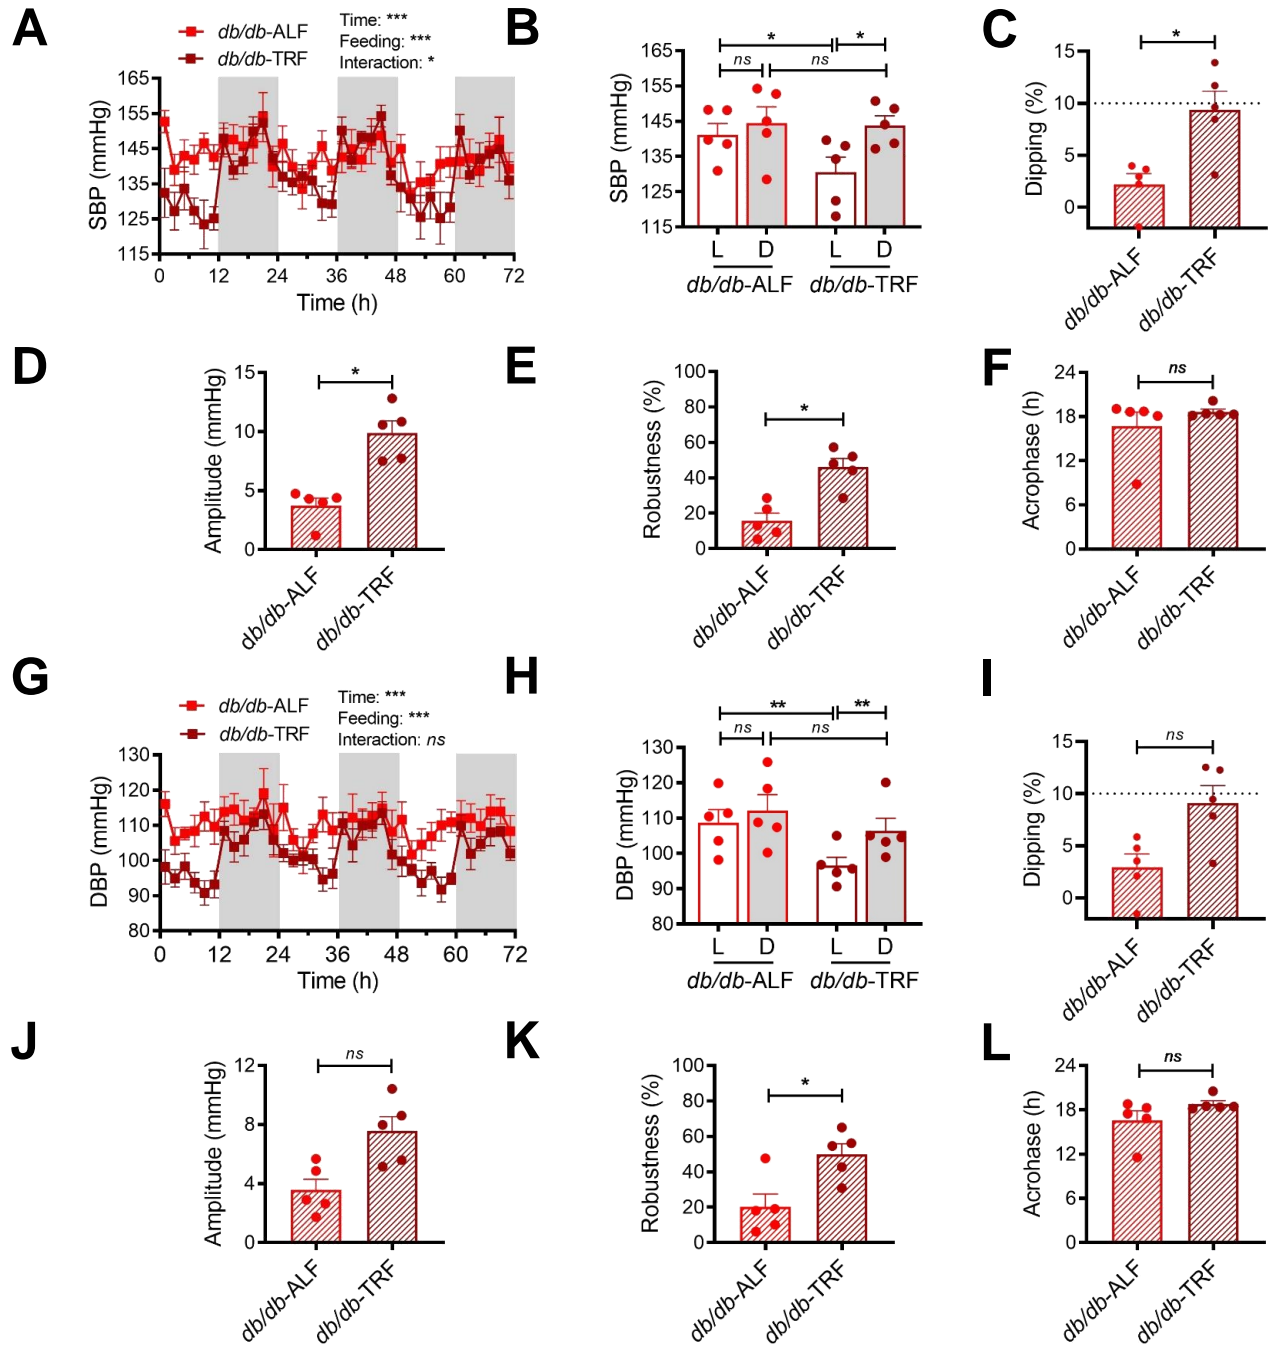 A
db/db-ALF
db/db-TRF
Time: ***
Feeding: ***
Interaction: *
SBP (mmHg)
165
155
145
135
125
115
0 12 24 36 48 60 72
Time (h)
B
* *
ns ns
SBP (mmHg)
165
155
145
135
125
115
L D L D
db/db-ALF db/db-TRF
C
*
Dipping (%)
15
10
5
0
db/db-ALF
db/db-TRF
D
*
Amplitude (mmHg)
15
10
5
0
db/db-ALF
db/db-TRF
E
*
Robustness (%)
100
80
60
40
20
0
db/db-ALF
db/db-TRF
F
ns
Acrophase (h)
24
18
12
6
0
db/db-ALF
db/db-TRF
G
db/db-ALF
db/db-TRF
Time: ***
Feeding: ***
Interaction: ns
DBP (mmHg)
130
120
110
100
90
80
0 12 24 36 48 60 72
Time (h)
H
** **
ns ns
DBP (mmHg)
130
120
110
100
90
80
L D L D
db/db-ALF db/db-TRF
I
ns
Dipping (%)
15
10
5
0
db/db-ALF
db/db-TRF
J
ns
Amplitude (mmHg)
12
8
4
0
db/db-ALF
db/db-TRF
K
*
Robustness (%)
100
80
60
40
20
0
db/db-ALF
db/db-TRF
L
ns
Acrohase (h)
24
18
12
6
0
db/db-ALF
db/db-TRF